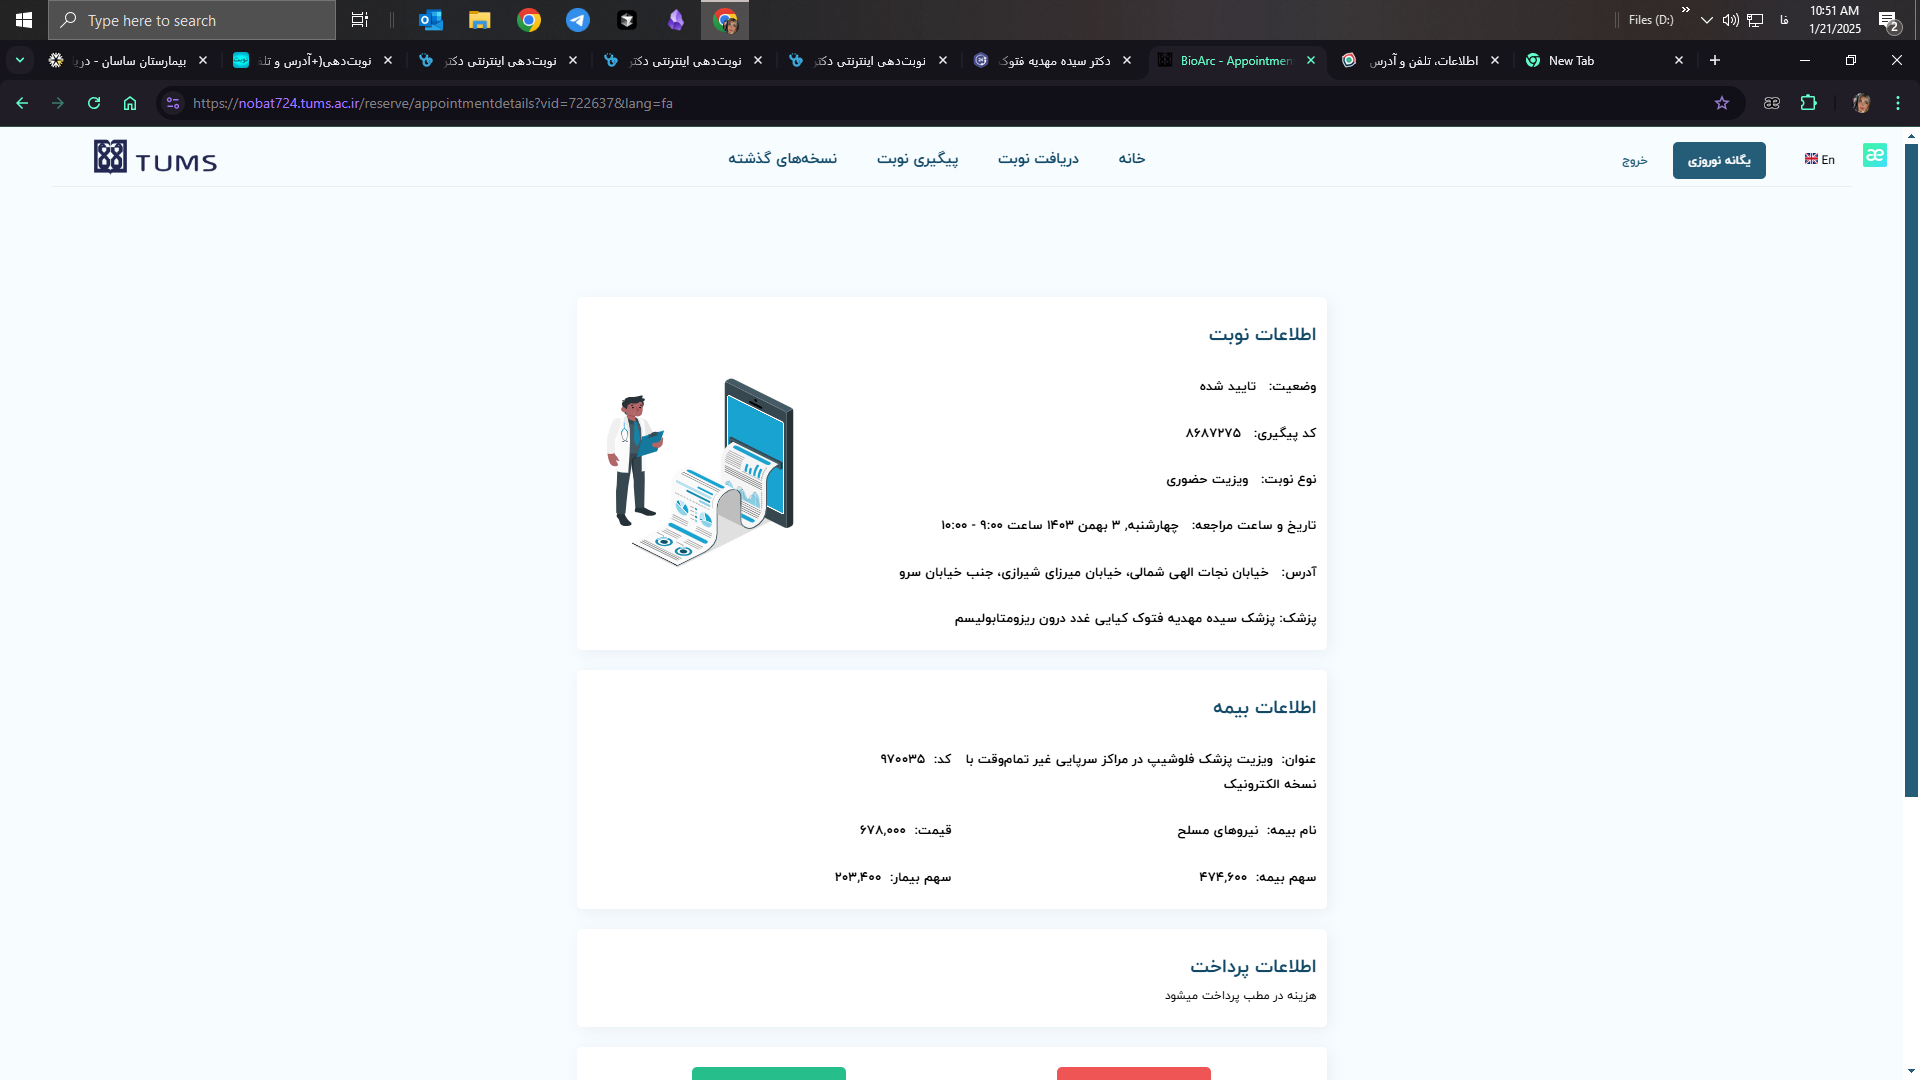 Type here to search
Files (D:)
»
فا
10:51 AM
1/21/2025
2
بیمارستان ساسان - دریا
نوبت‌دهی(+آدرس و تلف
نوبت‌دهی اینترنتی دکتر
نوبت‌دهی اینترنتی دکتر
نوبت‌دهی اینترنتی دکتر
دکتر سیده مهدیه فتوک
BioArc - Appointmen
اطلاعات، تلفن و آدرس
New Tab
https://nobat724.tums.ac.ir/reserve/appointmentdetails?vid=722637&lang=fa
TUMS
خانه
دریافت نوبت
پیگیری نوبت
نسخه‌های گذشته
خروج
یگانه نوروزی
En
æ
اطلاعات نوبت
وضعیت: تایید شده
کد پیگیری: ۸۶۸۷۲۷۵
نوع نوبت: ویزیت حضوری
تاریخ و ساعت مراجعه: چهارشنبه, ۳ بهمن ۱۴۰۳ ساعت ۹:۰۰ - ۱۰:۰۰
آدرس: خیابان نجات الهی شمالی، خیابان میرزای شیرازی، جنب خیابان سرو
پزشک: پزشک سیده مهدیه فتوک کیایی غدد درون ریزومتابولیسم
اطلاعات بیمه
عنوان: ویزیت پزشک فلوشیپ در مراکز سرپایی غیر تمام‌وقت با
نسخه الکترونیک
کد: ۹۷۰۰۳۵
نام بیمه: نیروهای مسلح
قیمت: ۶۷۸,۰۰۰
سهم بیمه: ۴۷۴,۶۰۰
سهم بیمار: ۲۰۳,۴۰۰
اطلاعات پرداخت
هزینه در مطب پرداخت میشود